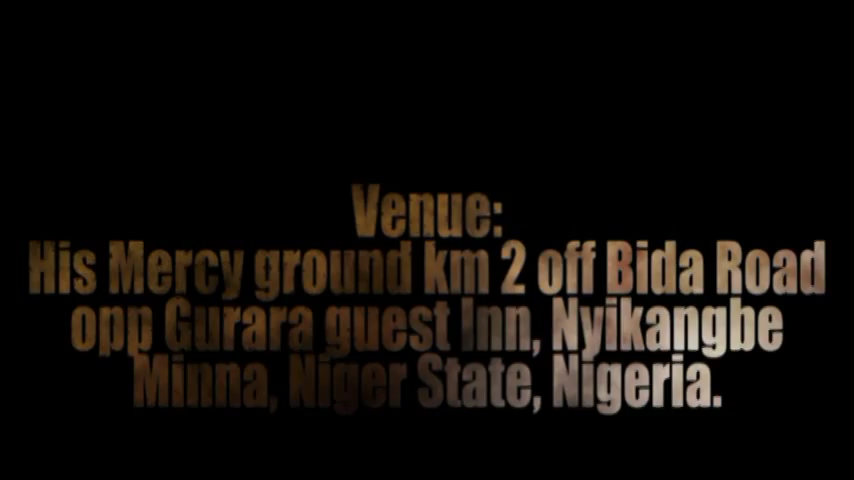 Venue:
His Mercy ground km 2 off Bida Road
opp Gurara guest Inn, Nyikangbe
Minna, Niger State, Nigeria.